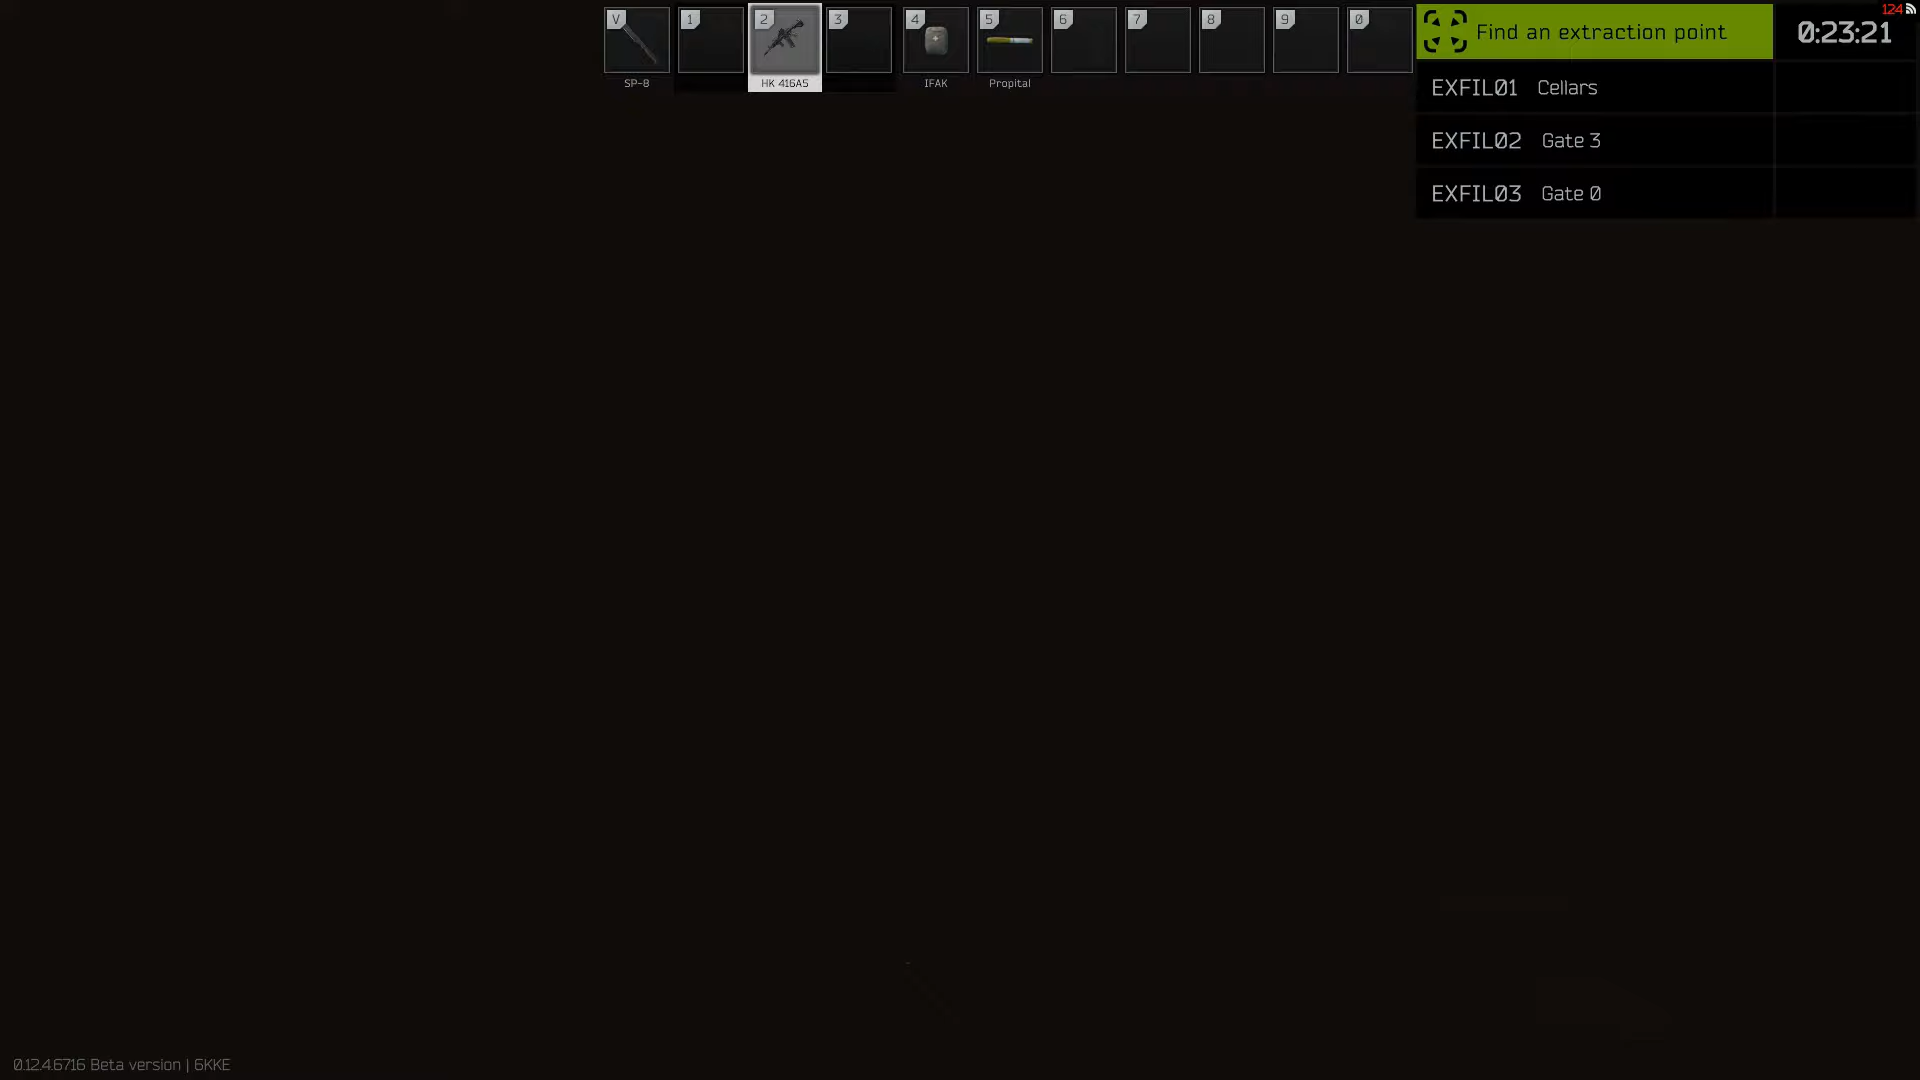 V 1 2 3 4 5 6 7 8 9 0
SP-8 HK 416A5 IFAK Propital
124
Find an extraction point 0:23:21
EXFIL01 Cellars
EXFIL02 Gate 3
EXFIL03 Gate 0
0.12.4.6716 Beta version | 6KKE